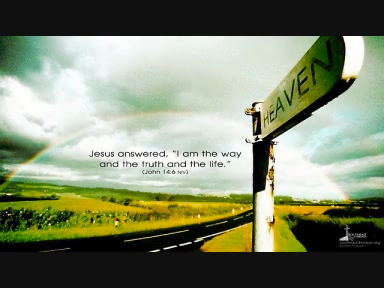 HEAVEN
Jesus answered, "I am the way
and the truth and the life."
(John 14:6 NIV)